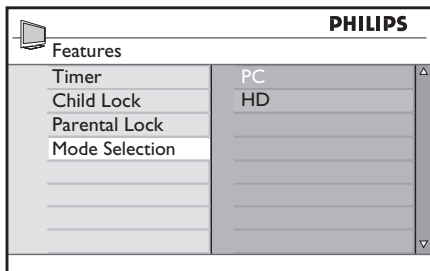 PHILIPS
Features
Timer
Child Lock
Parental Lock
Mode Selection
PC
HD